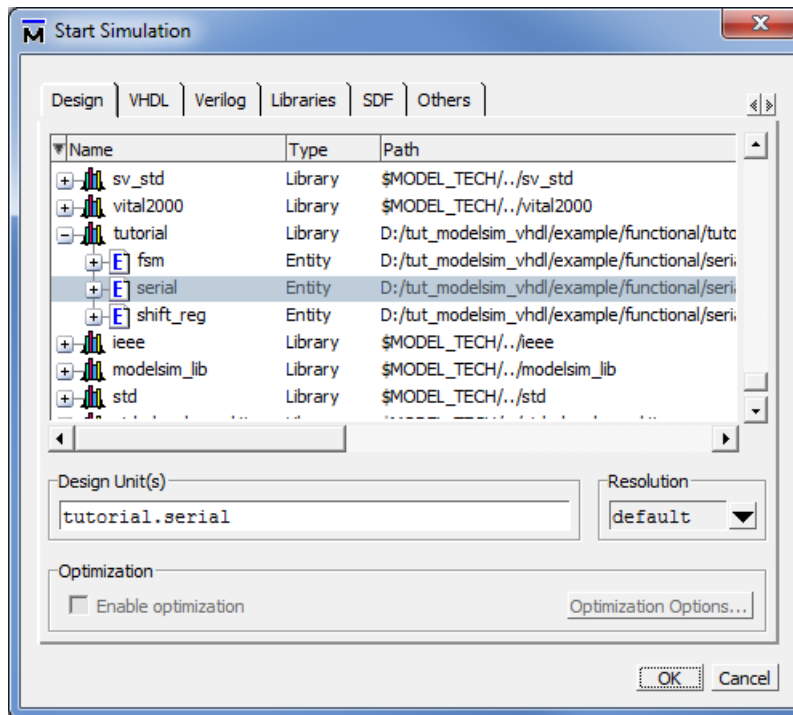 Start Simulation
Design VHDL Verilog Libraries SDF Others
Name Type Path
sv_std Library $MODEL_TECH/../sv_std
vital2000 Library $MODEL_TECH/../vital2000
tutorial Library D:/tut_modelsim_vhdl/example/functional/tuto
fsm Entity D:/tut_modelsim_vhdl/example/functional/seria
serial Entity D:/tut_modelsim_vhdl/example/functional/seria
shift_reg Entity D:/tut_modelsim_vhdl/example/functional/seria
ieee Library $MODEL_TECH/../ieee
modelsim_lib Library $MODEL_TECH/../modelsim_lib
std Library $MODEL_TECH/../std
Design Unit(s) Resolution
tutorial.serial default
Optimization
Enable optimization Optimization Options...
OK Cancel